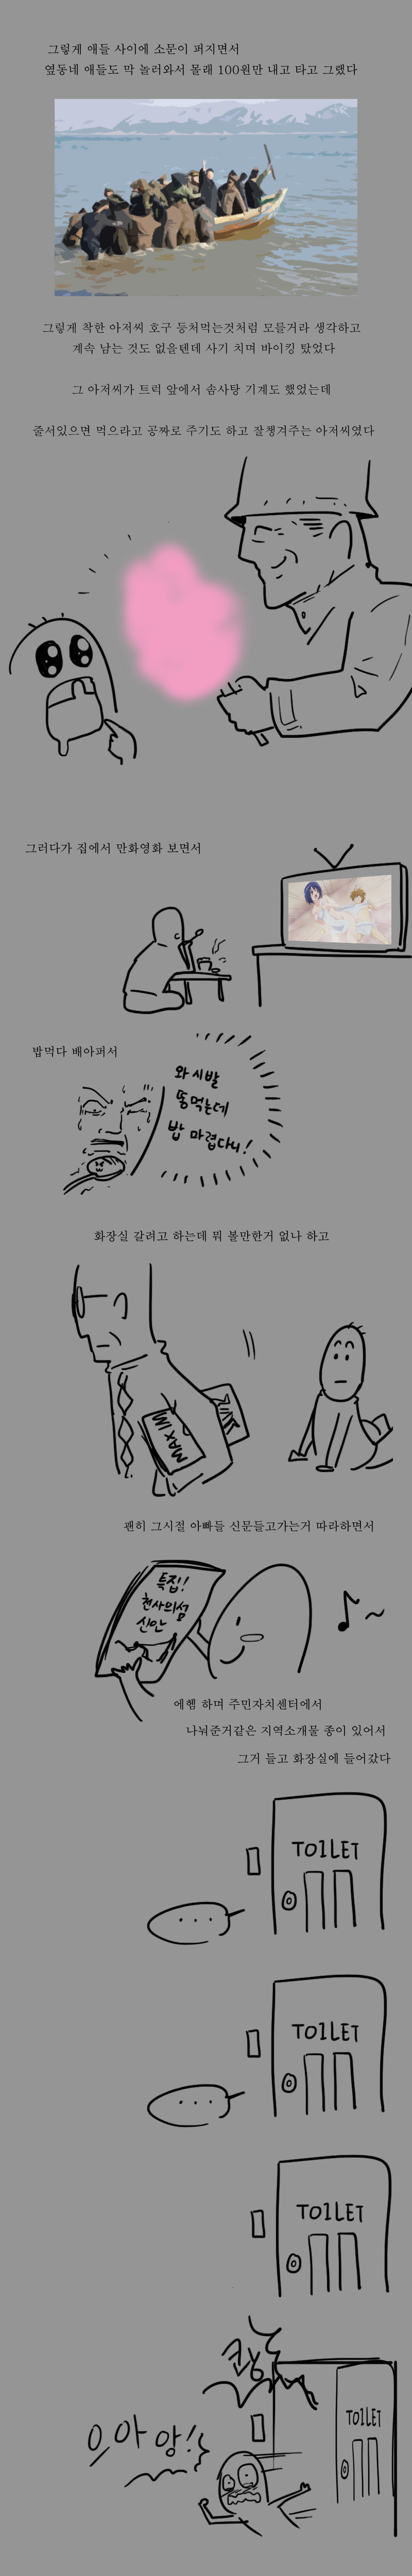 그렇게 애들 사이에 소문이 퍼지면서
옆동네 애들도 막 놀러와서 몰래 100원만 내고 타고 그랬다
그렇게 착한 아저씨 호구 등처먹는것처럼 모를거라 생각하고
계속 남는 것도 없을텐데 사기 치며 바이킹 탔었다
그 아저씨가 트럭 앞에서 솜사탕 기계도 했었는데
줄서있으면 먹으라고 공짜로 주기도 하고 잘챙겨주는 아저씨였다
그러다가 집에서 만화영화 보면서
밥먹다 배아퍼서
와 시발
똥먹는데
밥 마렵다니!
화장실 갈려고 하는데 뭐 볼만한거 없나 하고
괜히 그시절 아빠들 신문들고가는거 따라하면서
특집!
천사의섬
신안
에헴 하며 주민자치센터에서
나눠준거같은 지역소개물 종이 있어서
그거 들고 화장실에 들어갔다
TOILET
...
TOILET
...
TOILET
쾅
TOILET
으아앙!